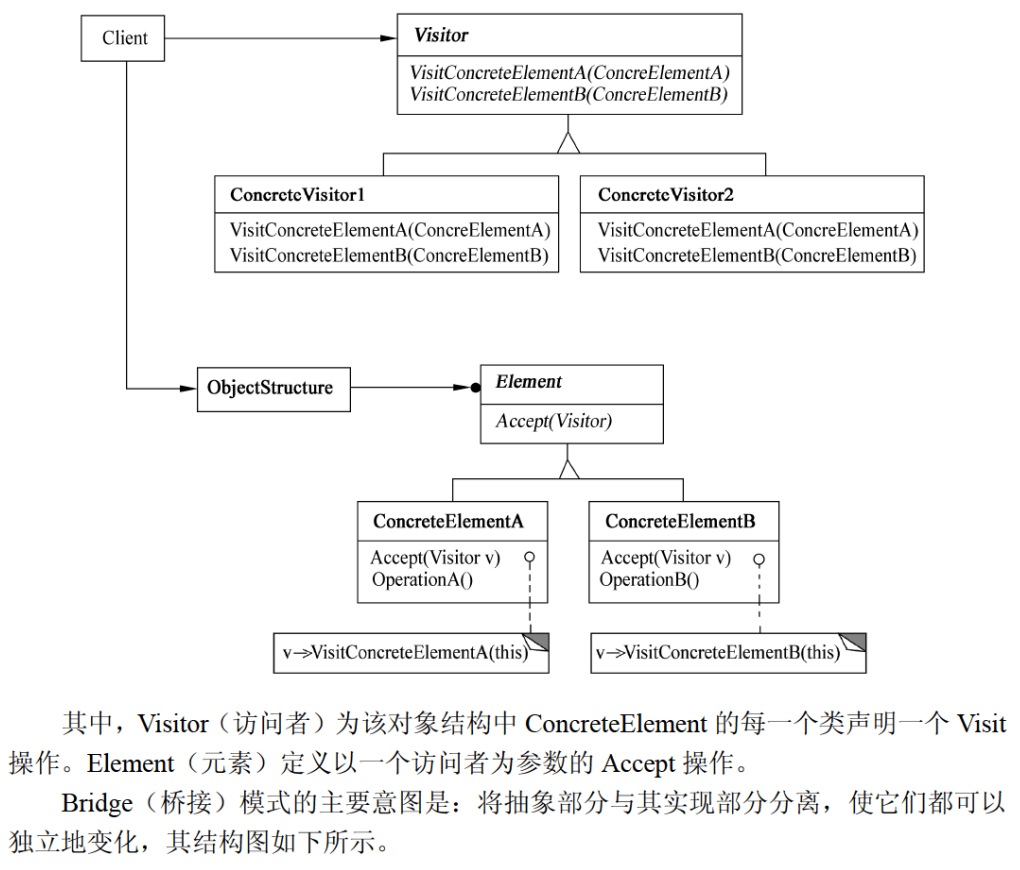 Client
Visitor
VisitConcreteElementA(ConcreElementA)
VisitConcreteElementB(ConcreElementB)
ConcreteVisitor1
VisitConcreteElementA(ConcreElementA)
VisitConcreteElementB(ConcreElementB)
ConcreteVisitor2
VisitConcreteElementA(ConcreElementA)
VisitConcreteElementB(ConcreElementB)
ObjectStructure
Element
Accept(Visitor)
ConcreteElementA
Accept(Visitor v)
OperationA()
ConcreteElementB
Accept(Visitor v)
OperationB()
v->VisitConcreteElementA(this)
v->VisitConcreteElementB(this)
其中，Visitor（访问者）为该对象结构中 ConcreteElement 的每一个类声明一个 Visit
操作。Element（元素）定义以一个访问者为参数的 Accept 操作。
Bridge（桥接）模式的主要意图是：将抽象部分与其实现部分分离，使它们都可以
独立地变化，其结构图如下所示。